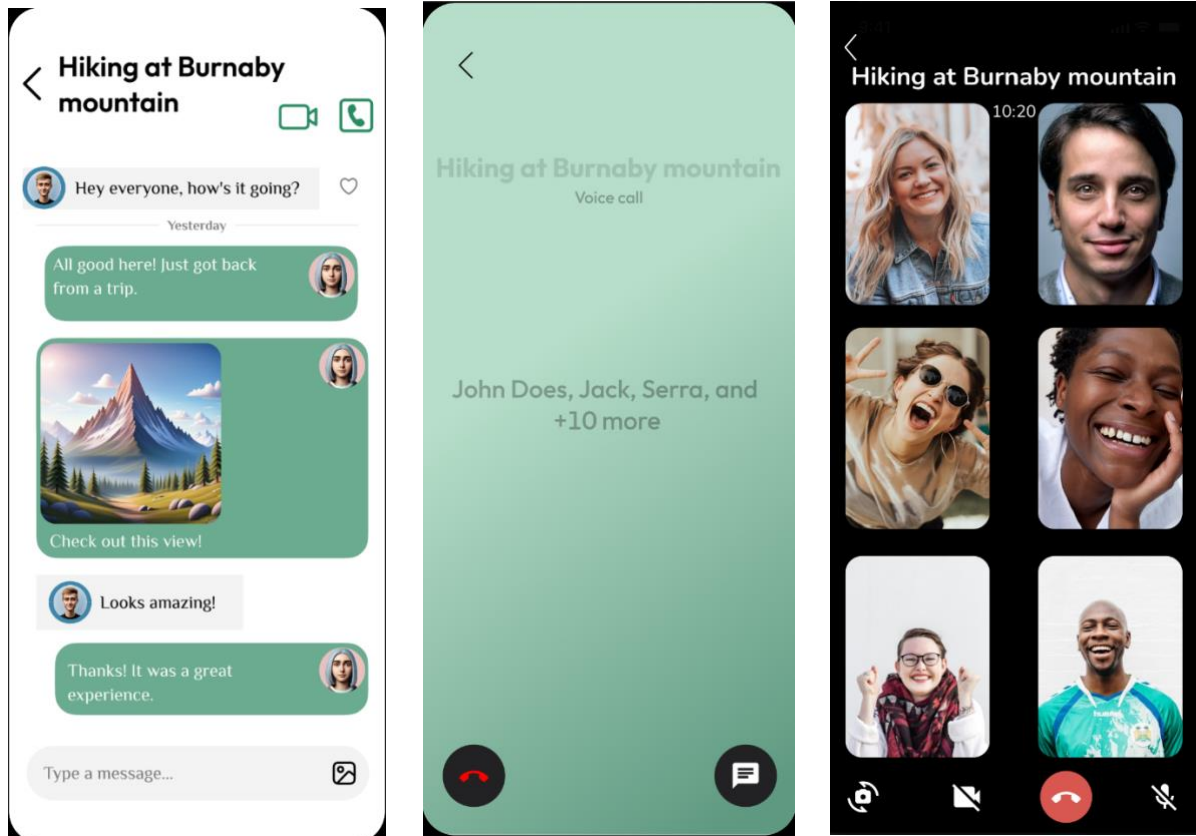 Hiking at Burnaby
mountain
Hey everyone, how's it going?
Yesterday
All good here! Just got back
from a trip.
Check out this view!
Looks amazing!
Thanks! It was a great
experience.
Type a message...
Hiking at Burnaby mountain
Voice call
John Does, Jack, Serra, and
+10 more
9:41
Hiking at Burnaby mountain
10:20